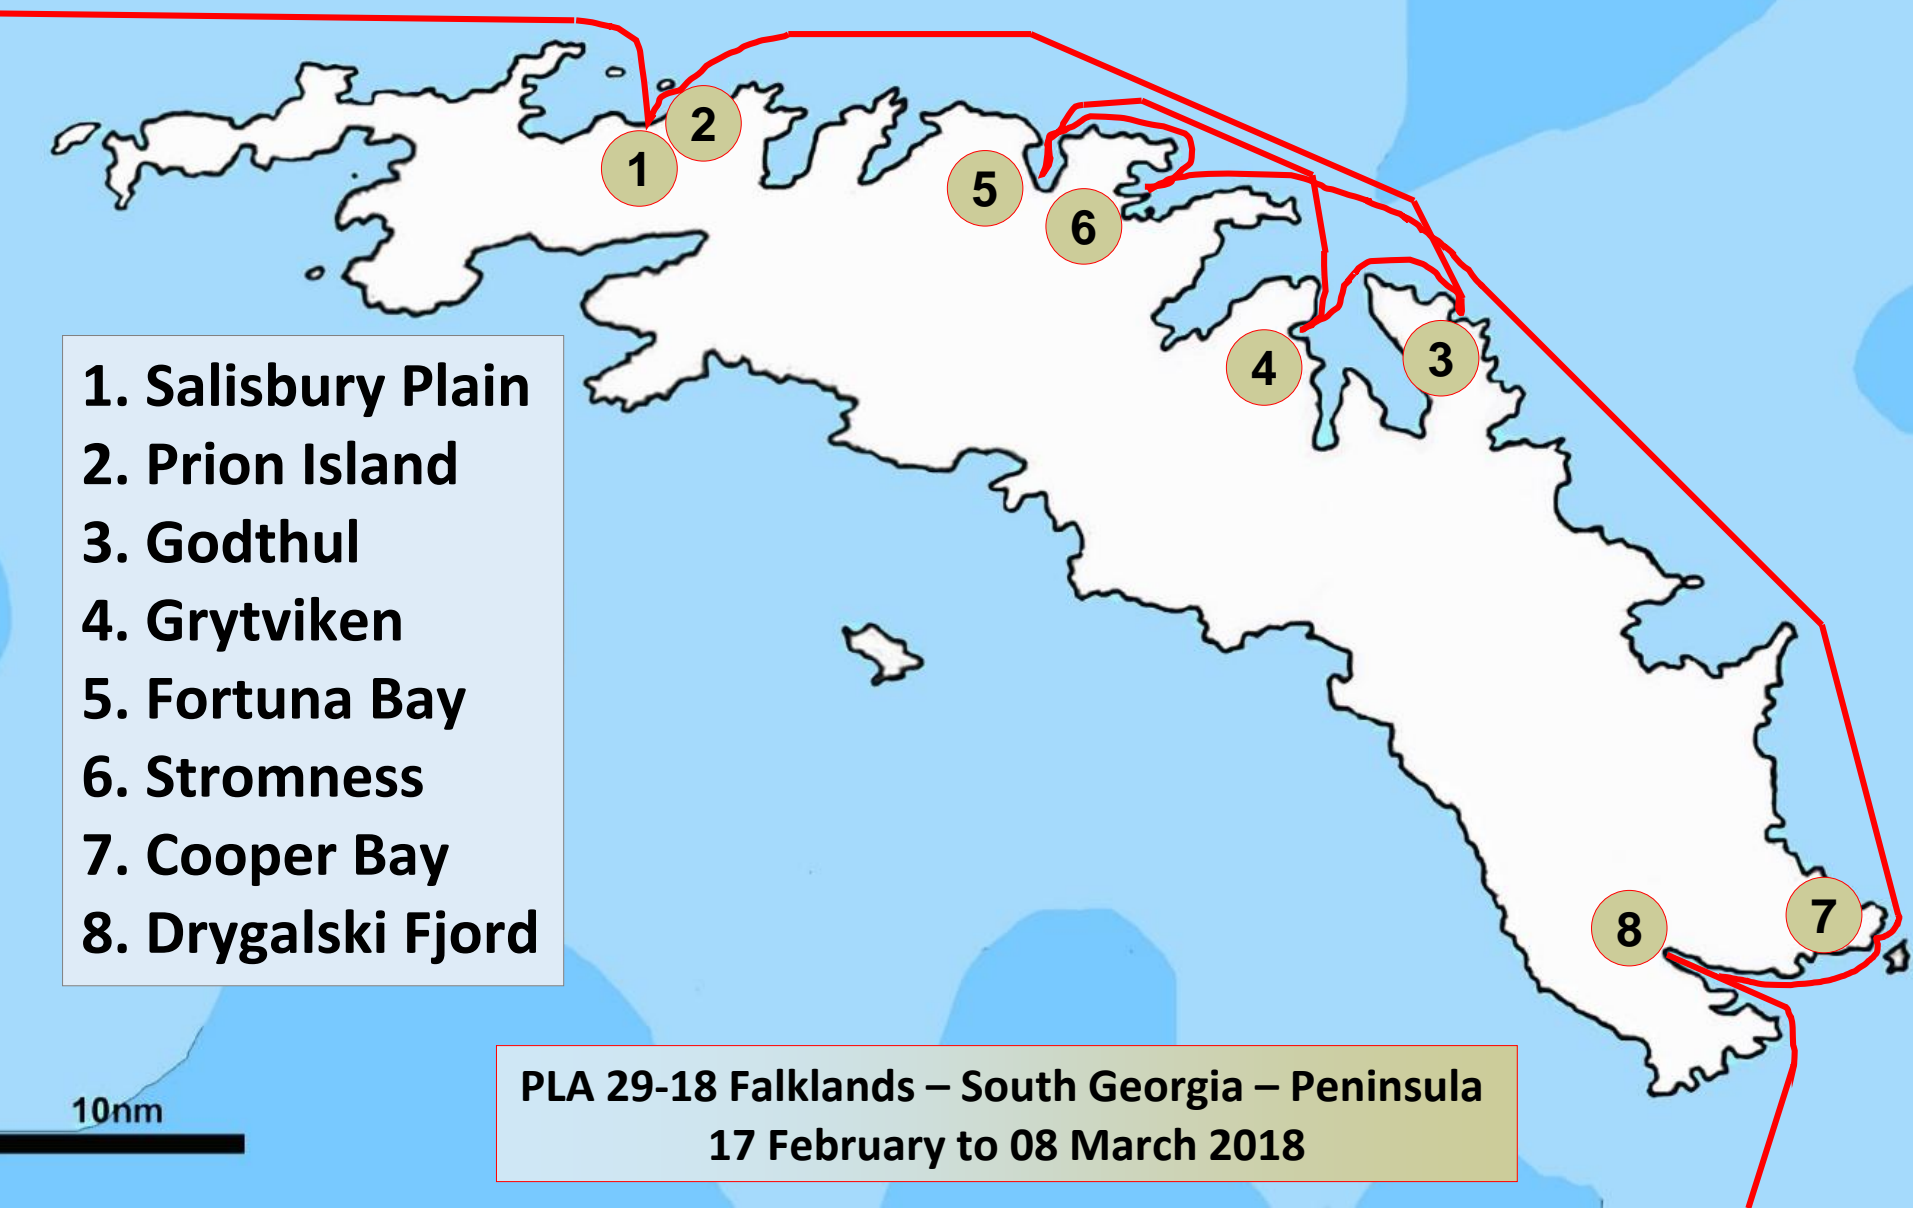 1
2
5
6
4
3
1. Salisbury Plain
2. Prion Island
3. Godthul
4. Grytviken
5. Fortuna Bay
6. Stromness
7. Cooper Bay
8. Drygalski Fjord
8
7
10nm
PLA 29-18 Falklands – South Georgia – Peninsula
17 February to 08 March 2018